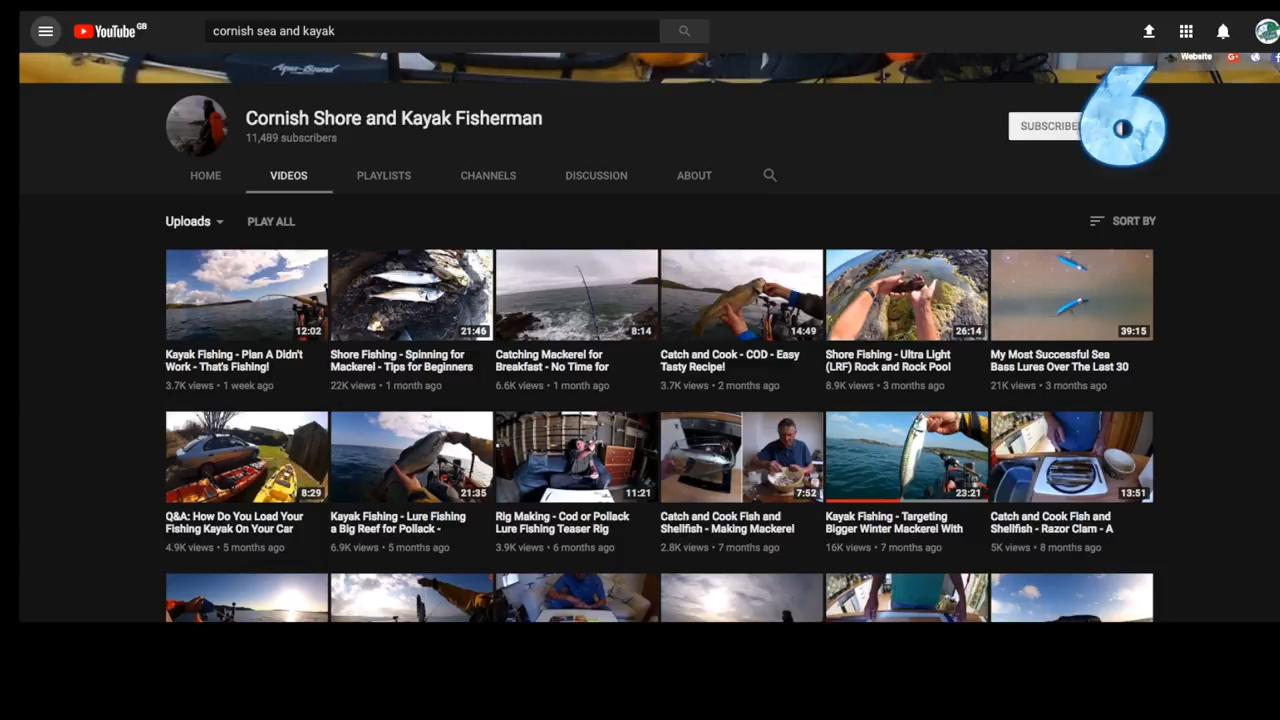 YouTube GB
cornish sea and kayak
Aqua-Bound
Website
Cornish Shore and Kayak Fisherman
11,489 subscribers
SUBSCRIBE
6
HOME VIDEOS PLAYLISTS CHANNELS DISCUSSION ABOUT
Uploads PLAY ALL SORT BY
12:02 21:46 8:14 14:49 26:14 39:15
Kayak Fishing - Plan A Didn't
Work - That's Fishing!
3.7K views • 1 week ago
Shore Fishing - Spinning for
Mackerel - Tips for Beginners
22K views • 1 month ago
Catching Mackerel for
Breakfast - No Time for
6.6K views • 1 month ago
Catch and Cook - COD - Easy
Tasty Recipe!
3.7K views • 2 months ago
Shore Fishing - Ultra Light
(LRF) Rock and Rock Pool
8.9K views • 3 months ago
My Most Successful Sea
Bass Lures Over The Last 30
21K views • 3 months ago
8:29 21:35 11:21 7:52 23:21 13:51
Q&A: How Do You Load Your
Fishing Kayak On Your Car
4.9K views • 5 months ago
Kayak Fishing - Lure Fishing
a Big Reef for Pollack -
6.9K views • 5 months ago
Rig Making - Cod or Pollack
Lure Fishing Teaser Rig
3.9K views • 6 months ago
Catch and Cook Fish and
Shellfish - Making Mackerel
2.8K views • 7 months ago
Kayak Fishing - Targeting
Bigger Winter Mackerel With
16K views • 7 months ago
Catch and Cook Fish and
Shellfish - Razor Clam - A
5K views • 8 months ago